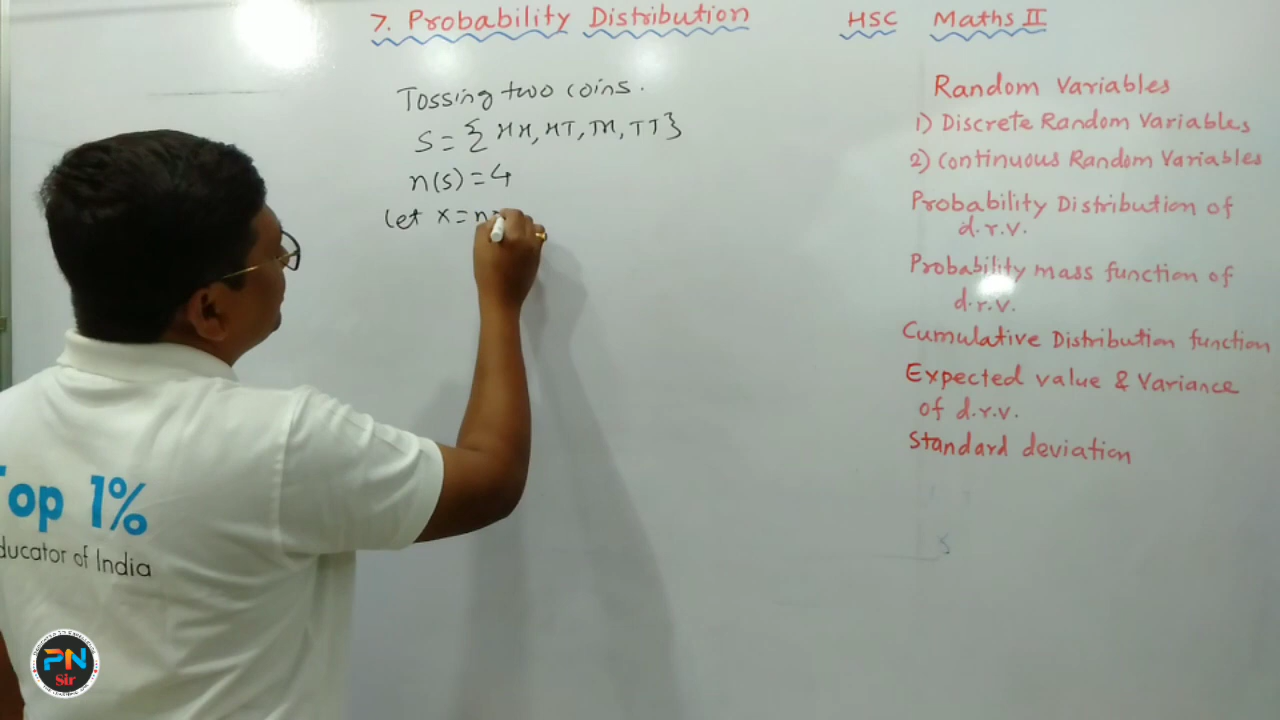 7. Probability Distribution HSC Maths II
Tossing two coins.
S = { HH, HT, TH, TT }
n(s) = 4
Let x = n
Random Variables
1) Discrete Random Variables
2) Continuous Random Variables
Probability Distribution of
d.r.v.
Probability mass function of
d.r.v.
Cumulative Distribution function
Expected value & Variance
of d.r.v.
Standard deviation
Top 1%
ducator of India
PN
Sir